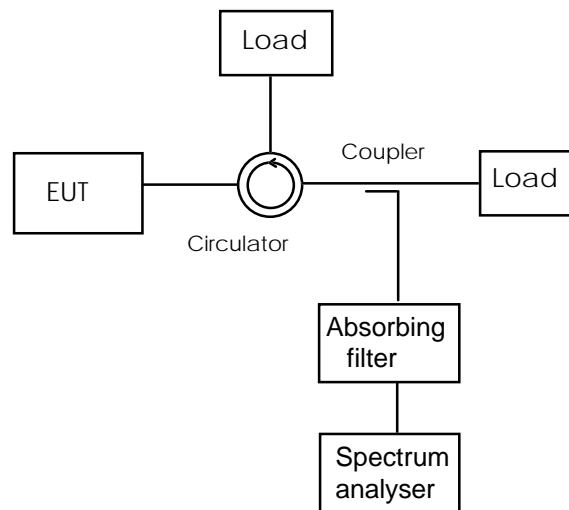 Load
Coupler
EUT
Load
Circulator
Absorbing
filter
Spectrum
analyser